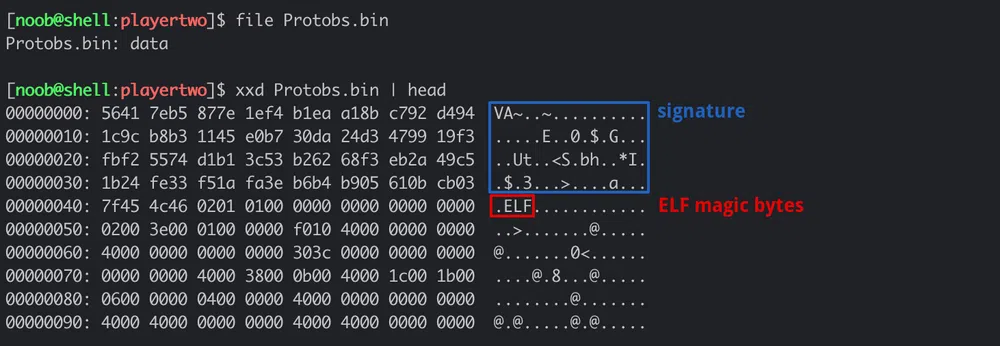 [noob@shell:playertwo]$ file Protobs.bin
Protobs.bin: data
[noob@shell:playertwo]$ xxd Protobs.bin | head
00000000: 5641 7eb5 877e 1ef4 b1ea a18b c792 d494  VA~..~.......... signature
00000010: 1c9c b8b3 1145 e0b7 30da 24d3 4799 19f3  .....E..0.$.G...
00000020: fbf2 5574 d1b1 3c53 b262 68f3 eb2a 49c5  ..Ut..<S.bh..*I.
00000030: 1b24 fe33 f51a fa3e b6b4 b905 610b cb03  .$.3...>....a...
00000040: 7f45 4c46 0201 0100 0000 0000 0000 0000  .ELF............ ELF magic bytes
00000050: 0200 3e00 0100 0000 f010 4000 0000 0000  ..>.......@.....
00000060: 4000 0000 0000 0000 303c 0000 0000 0000  @.......0<......
00000070: 0000 0000 4000 3800 0b00 4000 1c00 1b00  ....@.8...@.....
00000080: 0600 0000 0400 0000 4000 0000 0000 0000  ........@.......
00000090: 4000 4000 0000 0000 4000 4000 0000 0000  @.@.....@.@.....